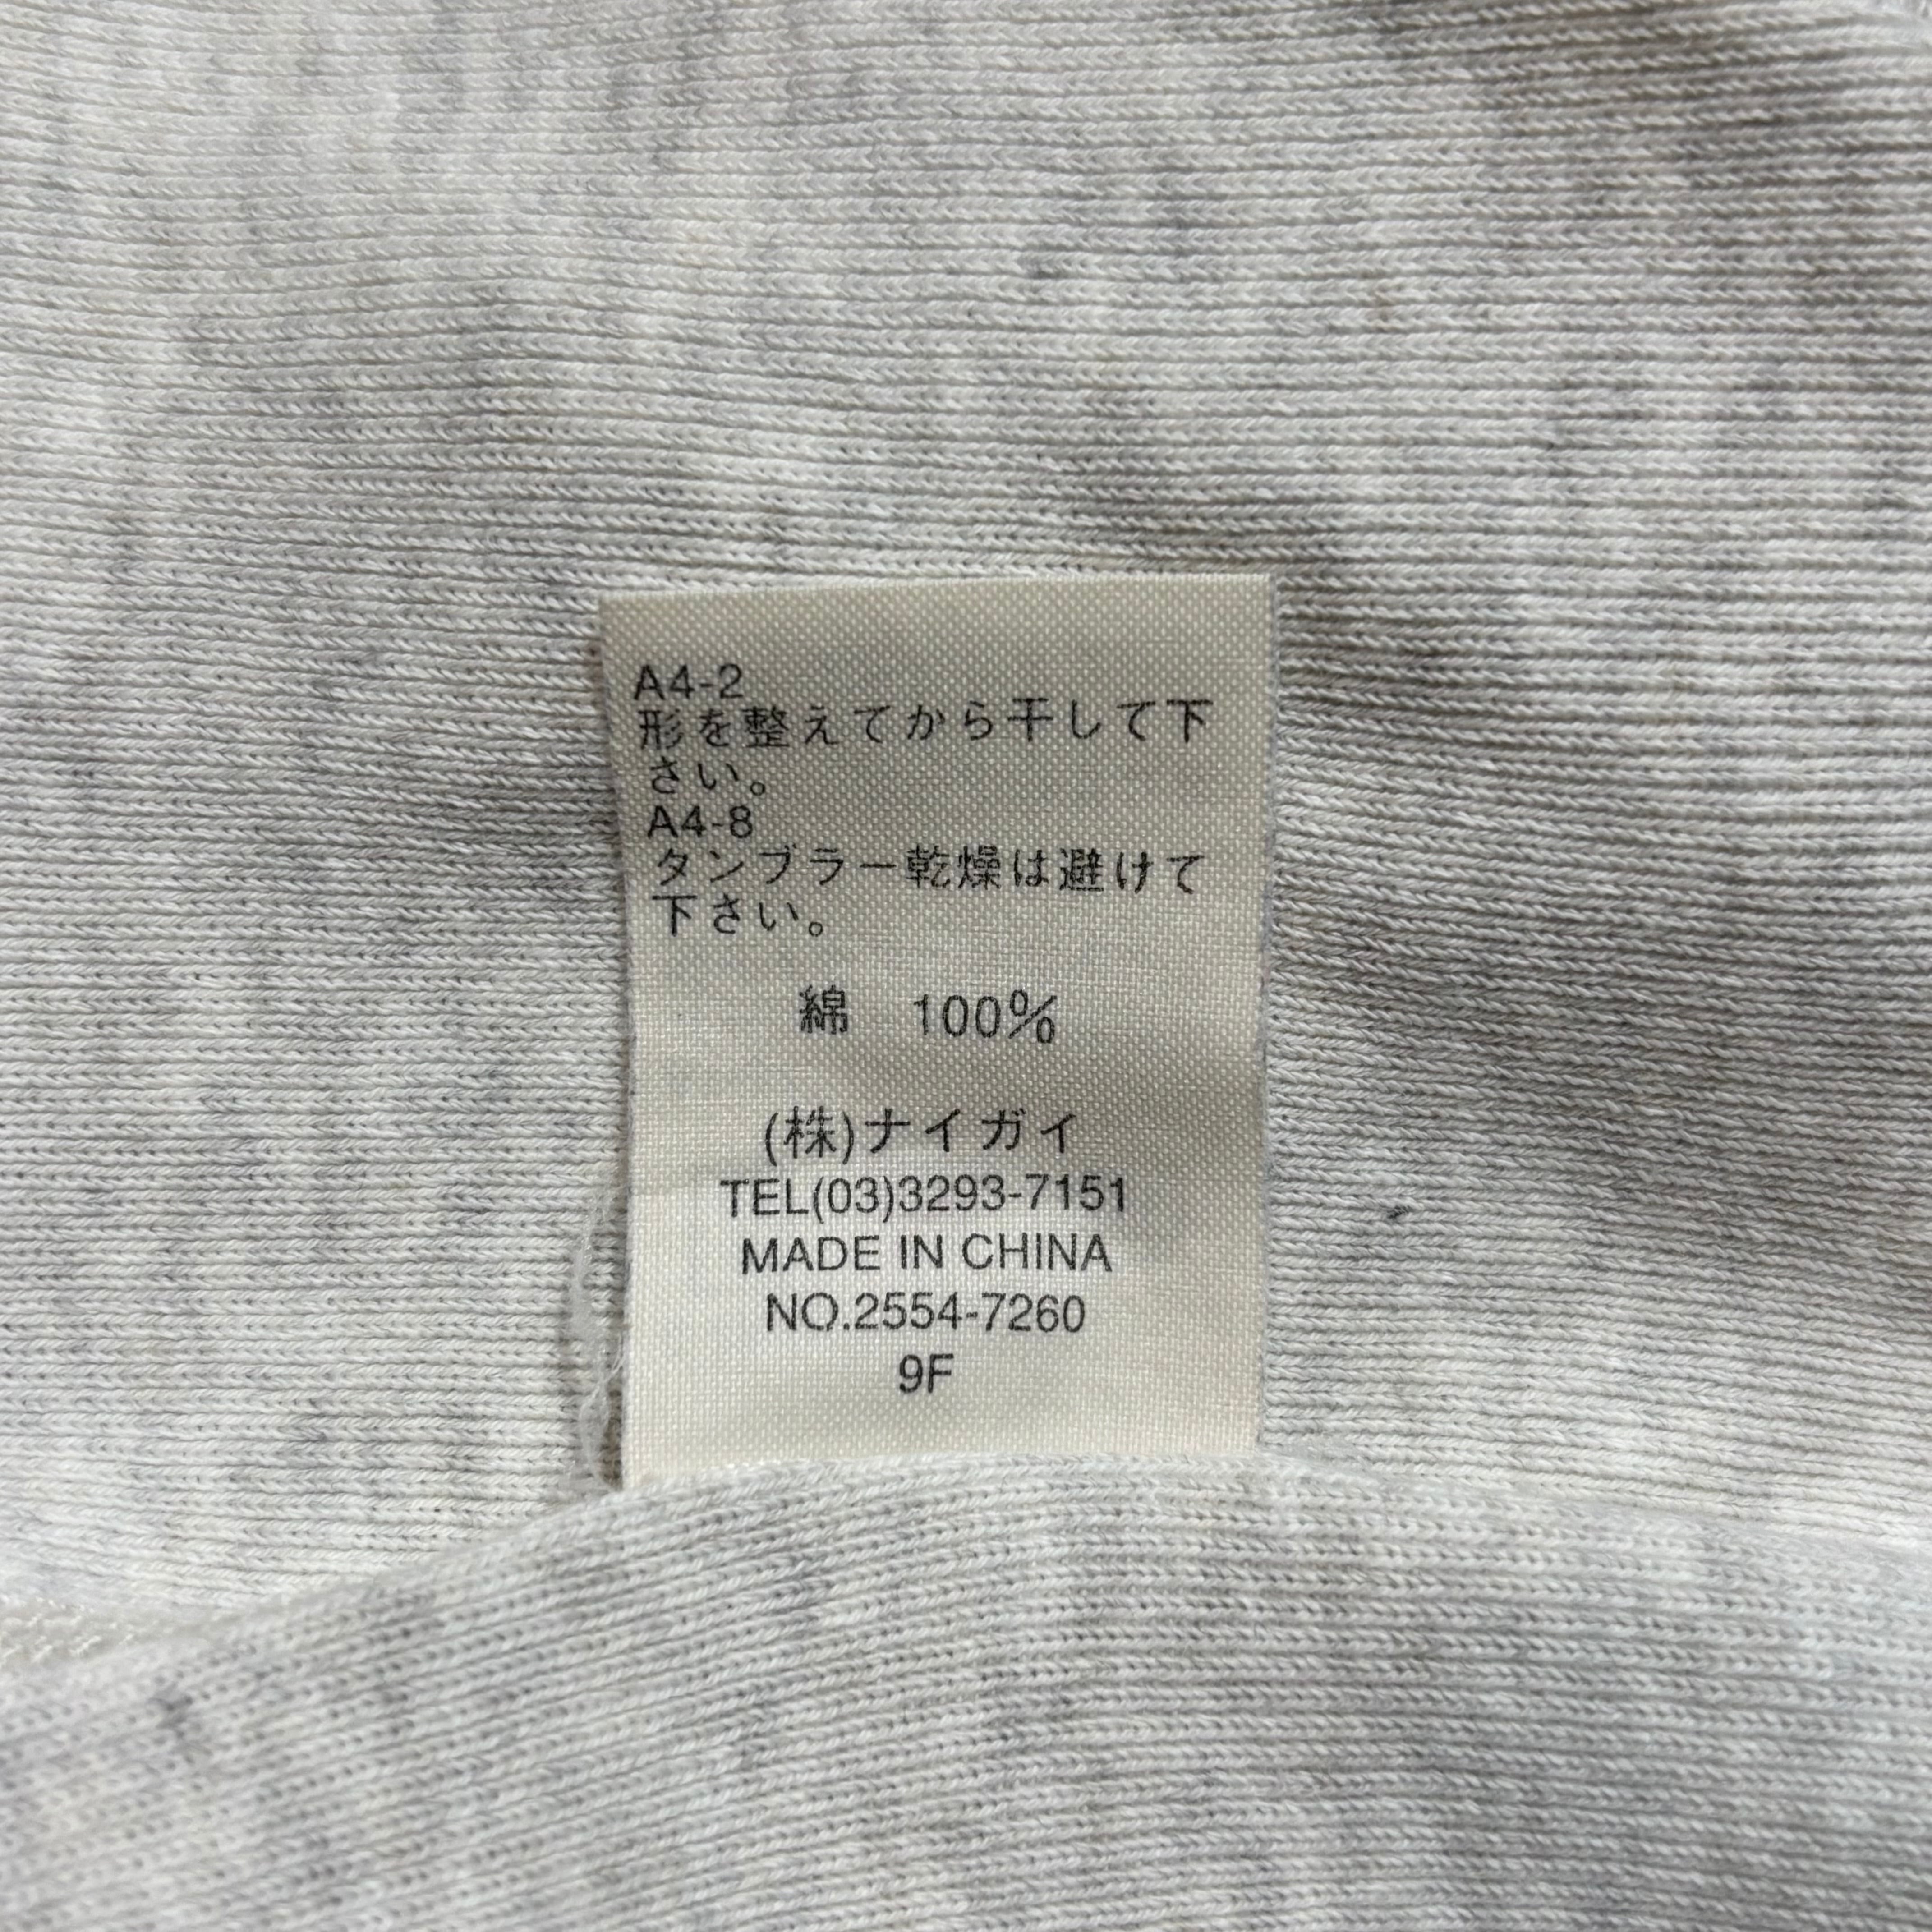 A4-2
形を整えてから干して下
さい。
A4-8
タンブラー乾燥は避けて
下さい。
綿　100%
(株)ナイガイ
TEL(03)3293-7151
MADE IN CHINA
NO.2554-7260
9F